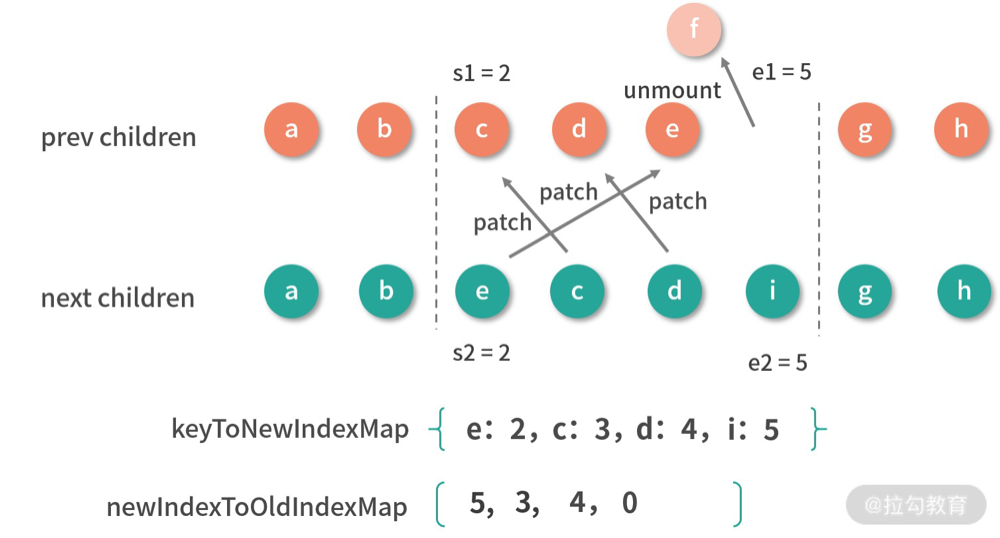 f
s1 = 2
e1 = 5
unmount
prev children a b c d e g h
patch
patch
patch
next children a b e c d i g h
s2 = 2
e2 = 5
keyToNewIndexMap { e: 2, c: 3, d: 4, i: 5 }
newIndexToOldIndexMap [ 5, 3, 4, 0 ]
@拉勾教育